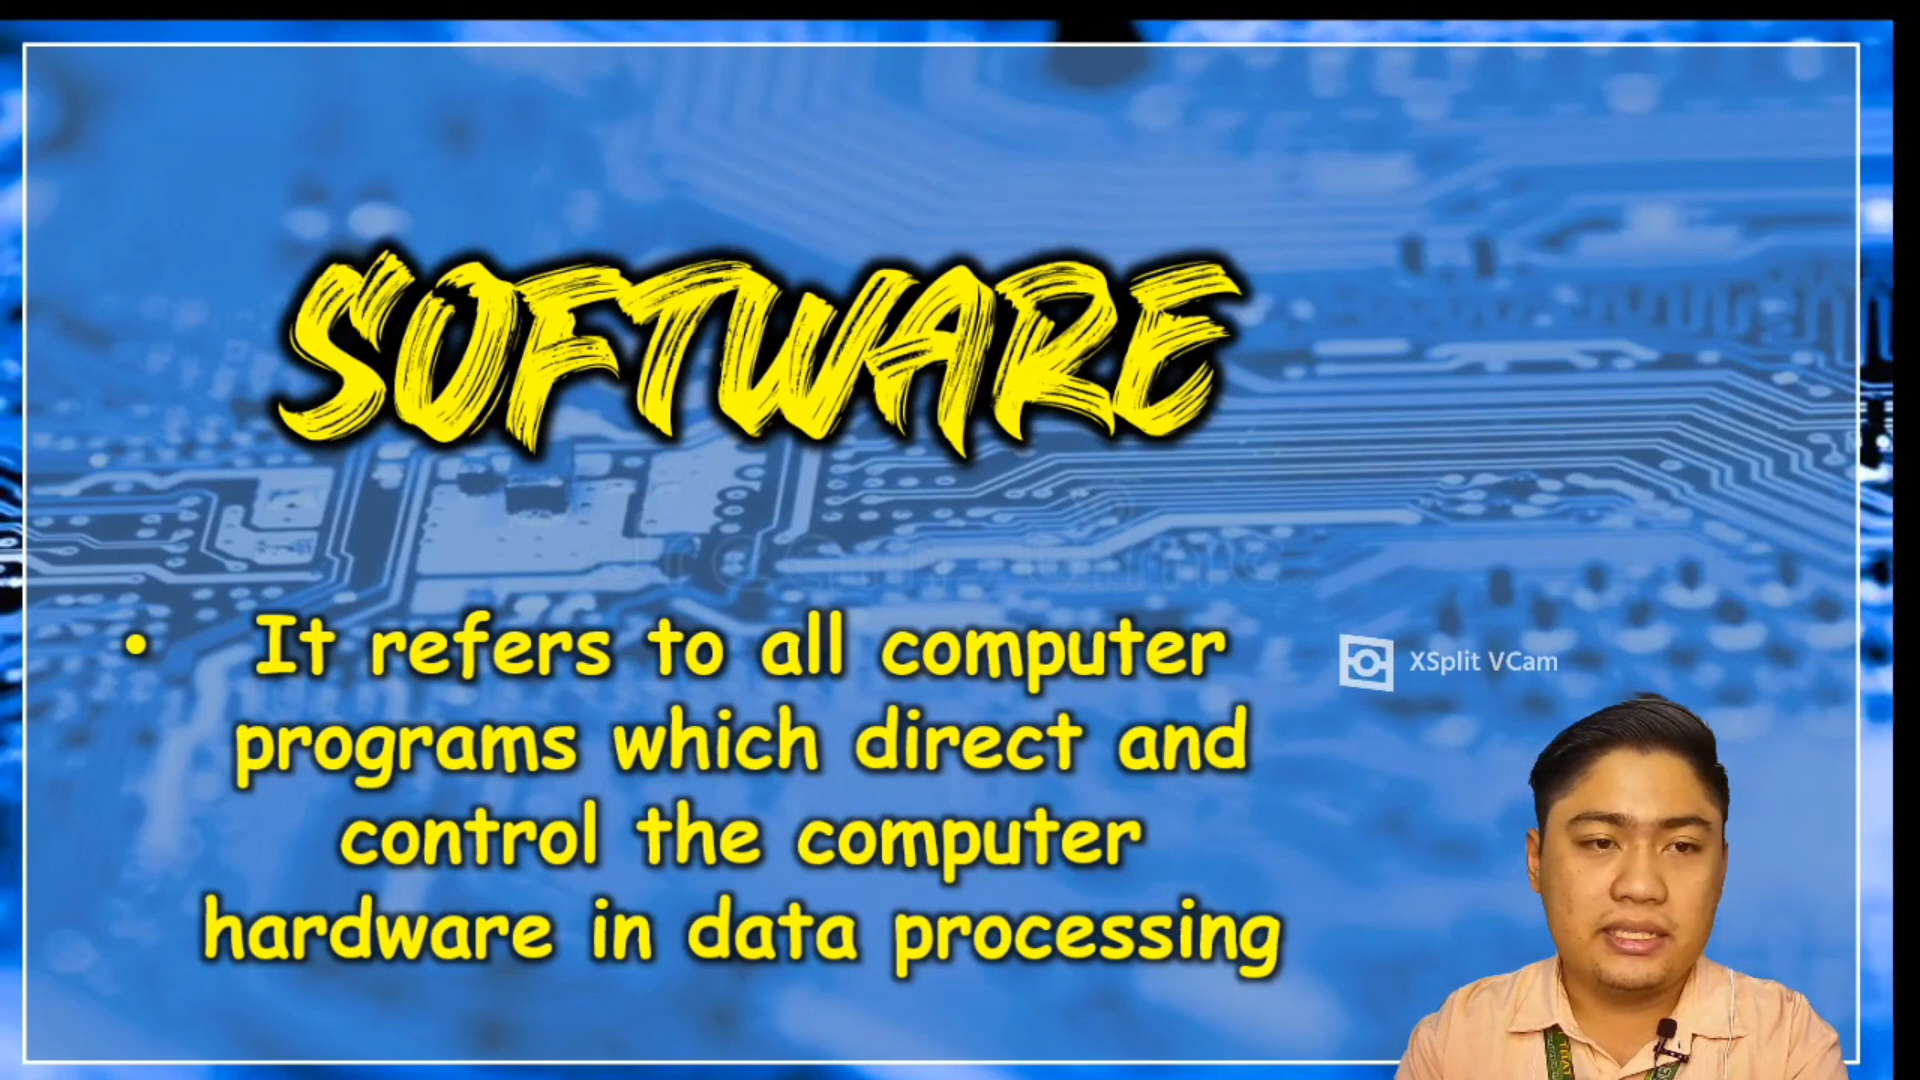 SOFTWARE
• It refers to all computer
programs which direct and
control the computer
hardware in data processing
XSplit VCam